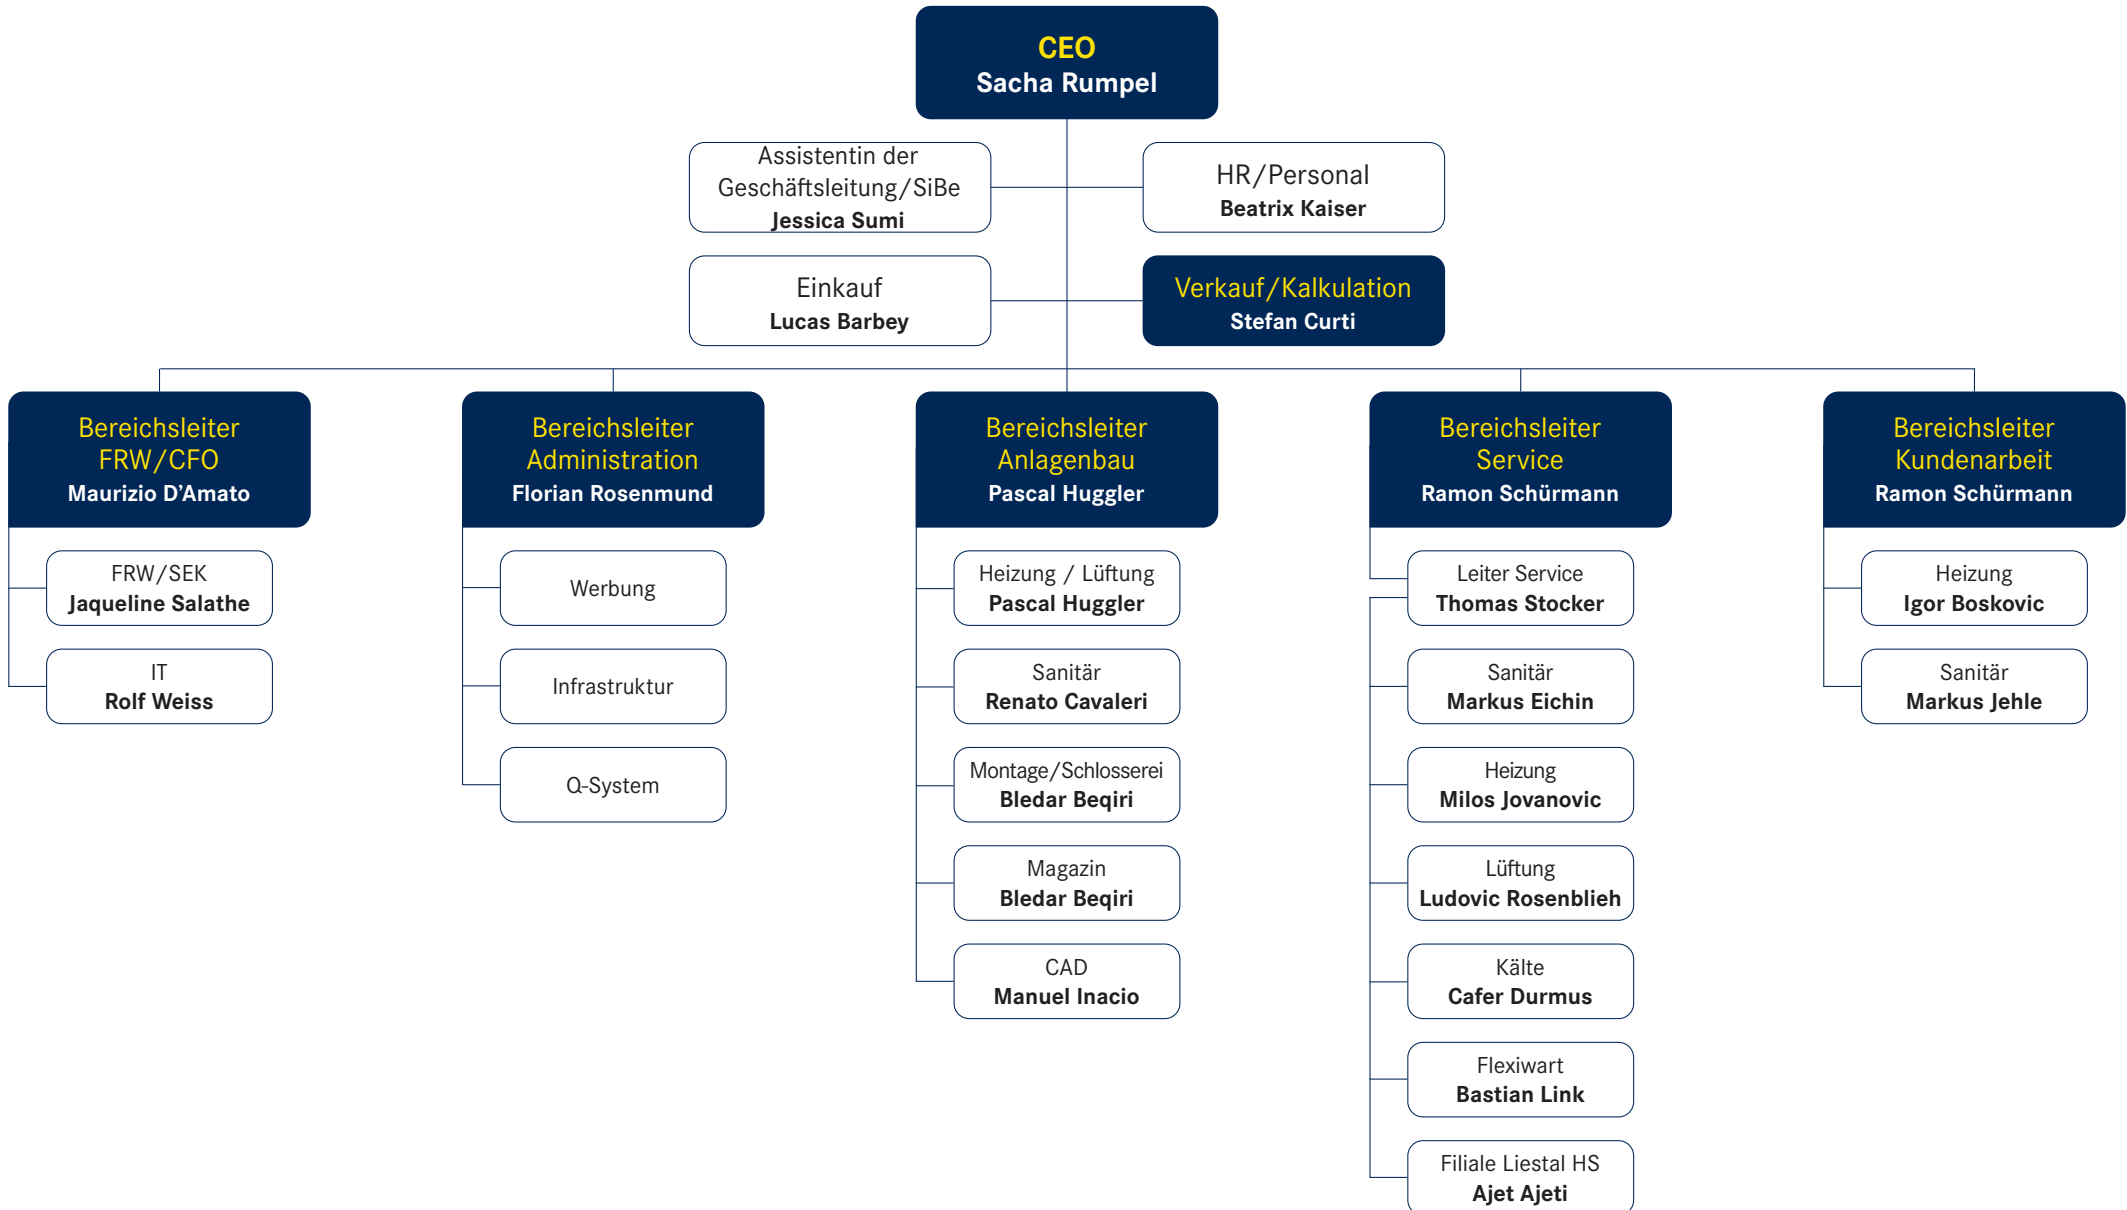 CEO
Sacha Rumpel
Assistentin der
Geschäftsleitung/SiBe
Jessica Sumi
HR/Personal
Beatrix Kaiser
Einkauf
Lucas Barbey
Verkauf/Kalkulation
Stefan Curti
Bereichsleiter
FRW/CFO
Maurizio D’Amato
FRW/SEK
Jaqueline Salathe
IT
Rolf Weiss
Bereichsleiter
Administration
Florian Rosenmund
Werbung
Infrastruktur
Q-System
Bereichsleiter
Anlagenbau
Pascal Huggler
Heizung / Lüftung
Pascal Huggler
Sanitär
Renato Cavaleri
Montage/Schlosserei
Bledar Beqiri
Magazin
Bledar Beqiri
CAD
Manuel Inacio
Bereichsleiter
Service
Ramon Schürmann
Leiter Service
Thomas Stocker
Sanitär
Markus Eichin
Heizung
Milos Jovanovic
Lüftung
Ludovic Rosenblieh
Kälte
Cafer Durmus
Flexiwart
Bastian Link
Filiale Liestal HS
Ajet Ajeti
Bereichsleiter
Kundenarbeit
Ramon Schürmann
Heizung
Igor Boskovic
Sanitär
Markus Jehle